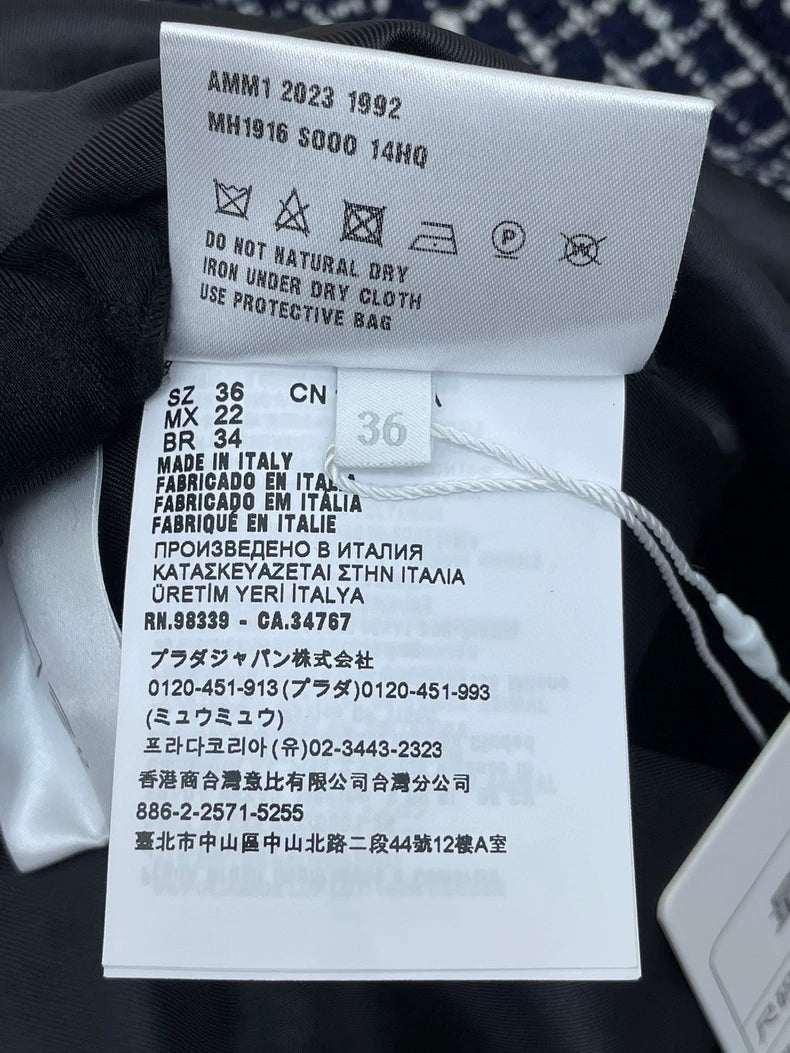 AMM1 2023 1992
MH1916 S000 14HQ
P
DO NOT NATURAL DRY
IRON UNDER DRY CLOTH
USE PROTECTIVE BAG
SZ 36 CN
36
MX 22
BR 34
MADE IN ITALY
FABRICADO EN
FABRICADO EM ITÁLIA
FABRIQUÉ EN ITALIE
ПРОИЗВЕДЕНО В ИТАЛИЯ
ΚΑΤΑΣΚΕΥΑΖΕΤΑΙ ΣΤΗΝ ΙΤΑΛΙΑ
ÜRETİM YERİ İTALYA
RN.98339 - CA.34767
プラダジャパン株式会社
0120-451-913(プラダ)0120-451-993
(ミュウミュウ)
프라다코리아(유)02-3443-2323
香港商台灣意比有限公司台灣分公司
886-2-2571-5255
臺北市中山區中山北路二段44號12樓A室